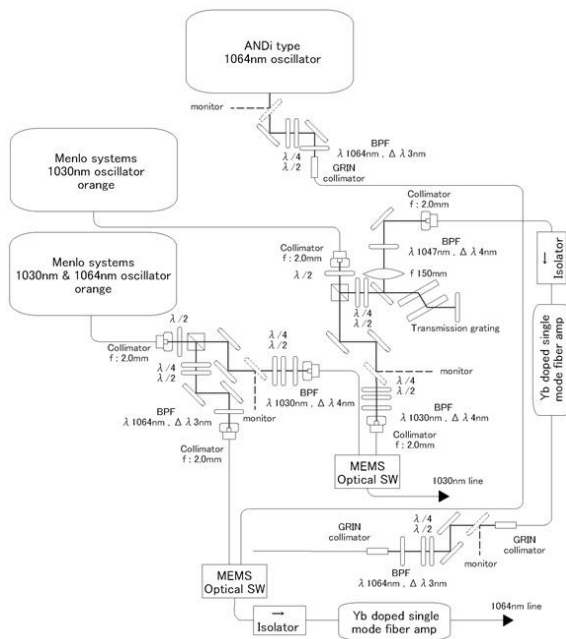 ANDi type
1064nm oscillator
monitor
λ/4
λ/2
BPF
λ 1064nm , Δ λ 3nm
GRIN
collimator
Menlo systems
1030nm oscillator
orange
Collimator
f : 2.0mm
Collimator
f : 2.0mm
λ/2
BPF
λ 1047nm , Δ λ 4nm
f 150mm
← Isolator
Menlo systems
1030nm & 1064nm oscillator
orange
λ/4
λ/2
Transmission grating
Yb doped single
mode fiber amp
λ/2
Collimator
f : 2.0mm
λ/4
λ/2
λ/4
λ/2
monitor
λ/4
λ/2
BPF
λ 1030nm , Δ λ 4nm
BPF
λ 1030nm , Δ λ 4nm
BPF
λ 1064nm , Δ λ 3nm
monitor
Collimator
f : 2.0mm
Collimator
f : 2.0mm
MEMS
Optical SW
1030nm line
GRIN
collimator
λ/4
λ/2
BPF
λ 1064nm , Δ λ 3nm
monitor
GRIN
collimator
MEMS
Optical SW
→
Isolator
Yb doped single
mode fiber amp
1064nm line